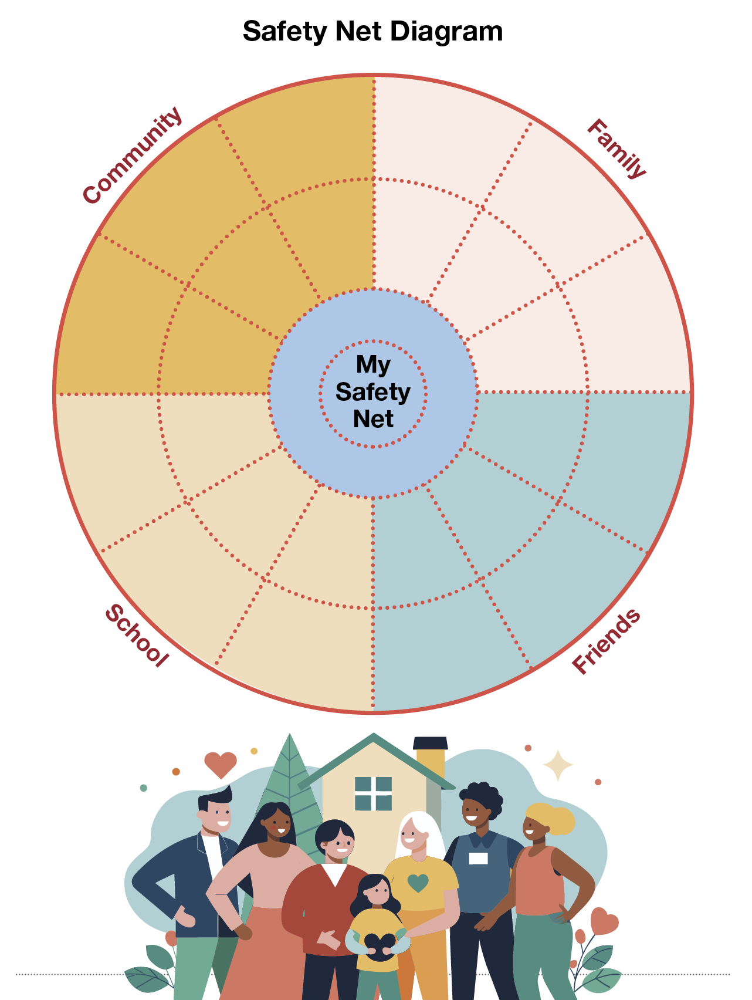 Safety Net Diagram
Community
Family
My
Safety
Net
School
Friends